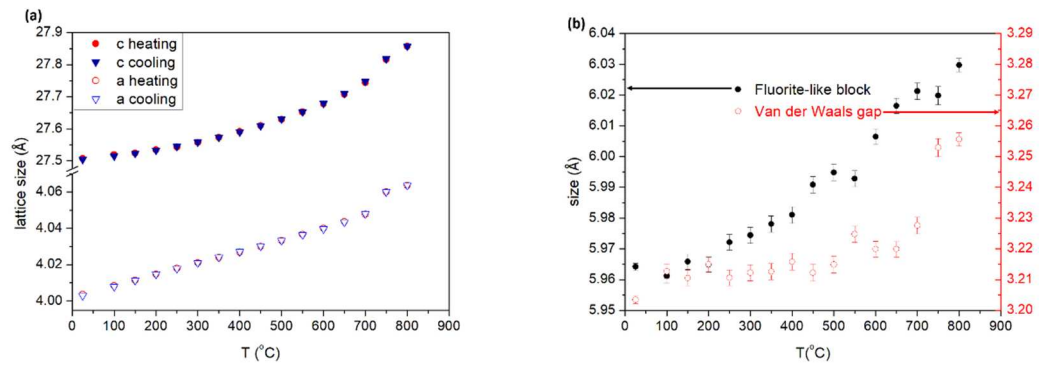 (a)
27.9
27.8
27.7
27.6
27.5
4.06
4.04
4.02
4.00
lattice size (Å)
c heating
c cooling
a heating
a cooling
0 100 200 300 400 500 600 700 800 900
T (°C)
(b)
6.04
6.03
6.02
6.01
6.00
5.99
5.98
5.97
5.96
5.95
size (Å)
Fluorite-like block
Van der Waals gap
3.29
3.28
3.27
3.26
3.25
3.24
3.23
3.22
3.21
3.20
0 100 200 300 400 500 600 700 800 900
T(°C)